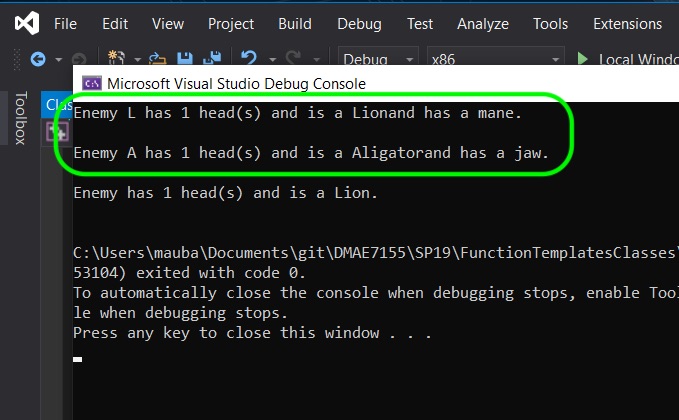 File Edit View Project Build Debug Test Analyze Tools Extensions
Debug x86 Local Wind
Toolbox
Clas
Microsoft Visual Studio Debug Console
Enemy L has 1 head(s) and is a Lionand has a mane.
Enemy A has 1 head(s) and is a Aligatorand has a jaw.
Enemy has 1 head(s) and is a Lion.
C:\Users\mauba\Documents\git\DMAE7155\SP19\FunctionTemplatesClasses\
53104) exited with code 0.
To automatically close the console when debugging stops, enable Tool
le when debugging stops.
Press any key to close this window . . .